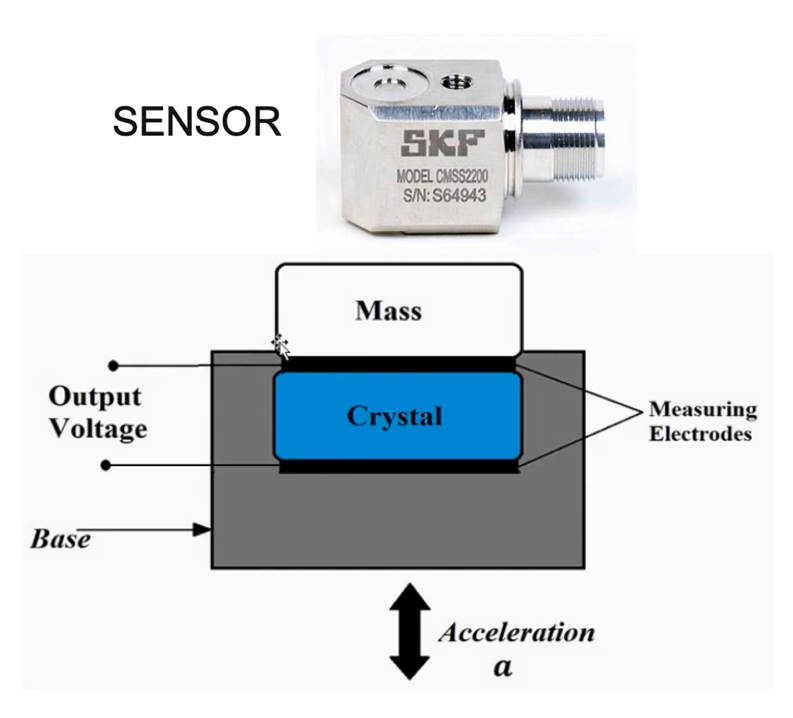 SENSOR
SKF
MODEL CMSS2200
S/N: S64943
Mass
Output
Voltage
Crystal
Measuring
Electrodes
Base
Acceleration
a